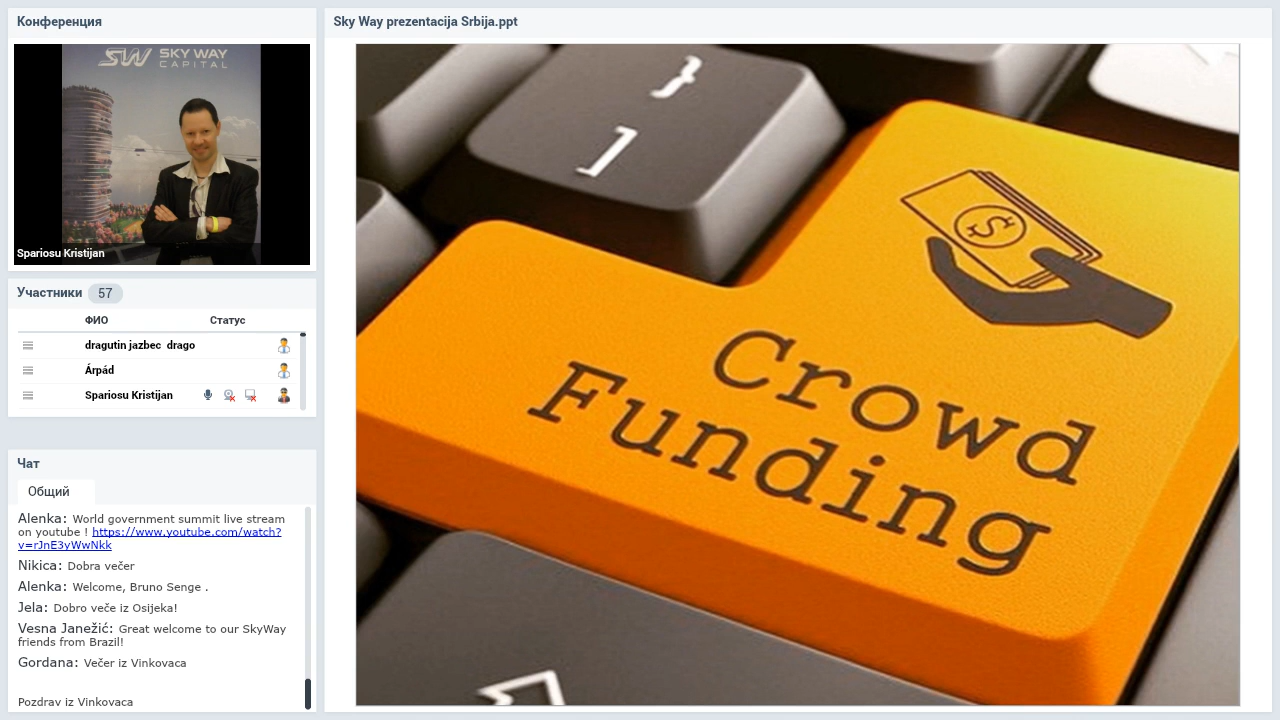 Конференция
SW SKY WAY
CAPITAL
Spariosu Kristijan
Участники 57
ФИО Статус
dragutin jazbec drago
Árpád
Spariosu Kristijan
Чат
Общий
Alenka: World government summit live stream
on youtube ! https://www.youtube.com/watch?
v=rJnE3yWwNkk
Nikica: Dobra večer
Alenka: Welcome, Bruno Senge .
Jela: Dobro veče iz Osijeka!
Vesna Janežić: Great welcome to our SkyWay
friends from Brazil!
Gordana: Večer iz Vinkovaca
Pozdrav iz Vinkovaca
Sky Way prezentacija Srbija.ppt
}
]
$
Crowd
Funding